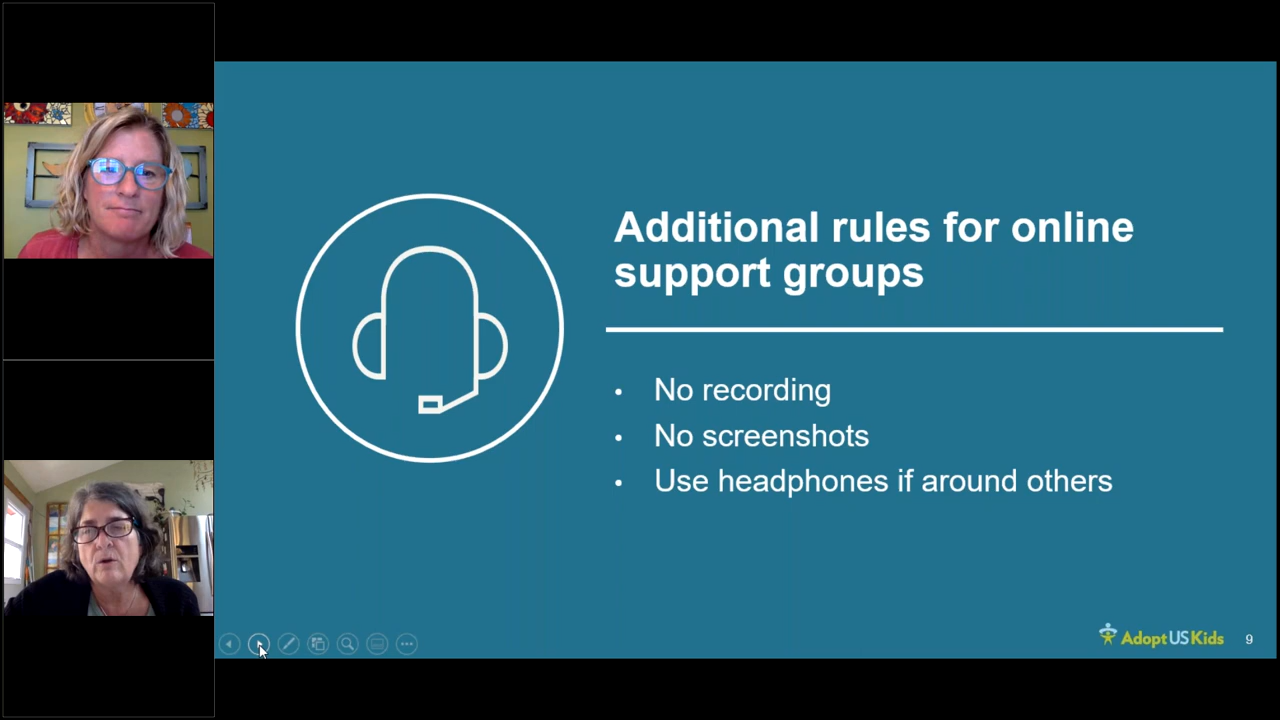 Additional rules for online
support groups
• No recording
• No screenshots
• Use headphones if around others
AdoptUSKids
9